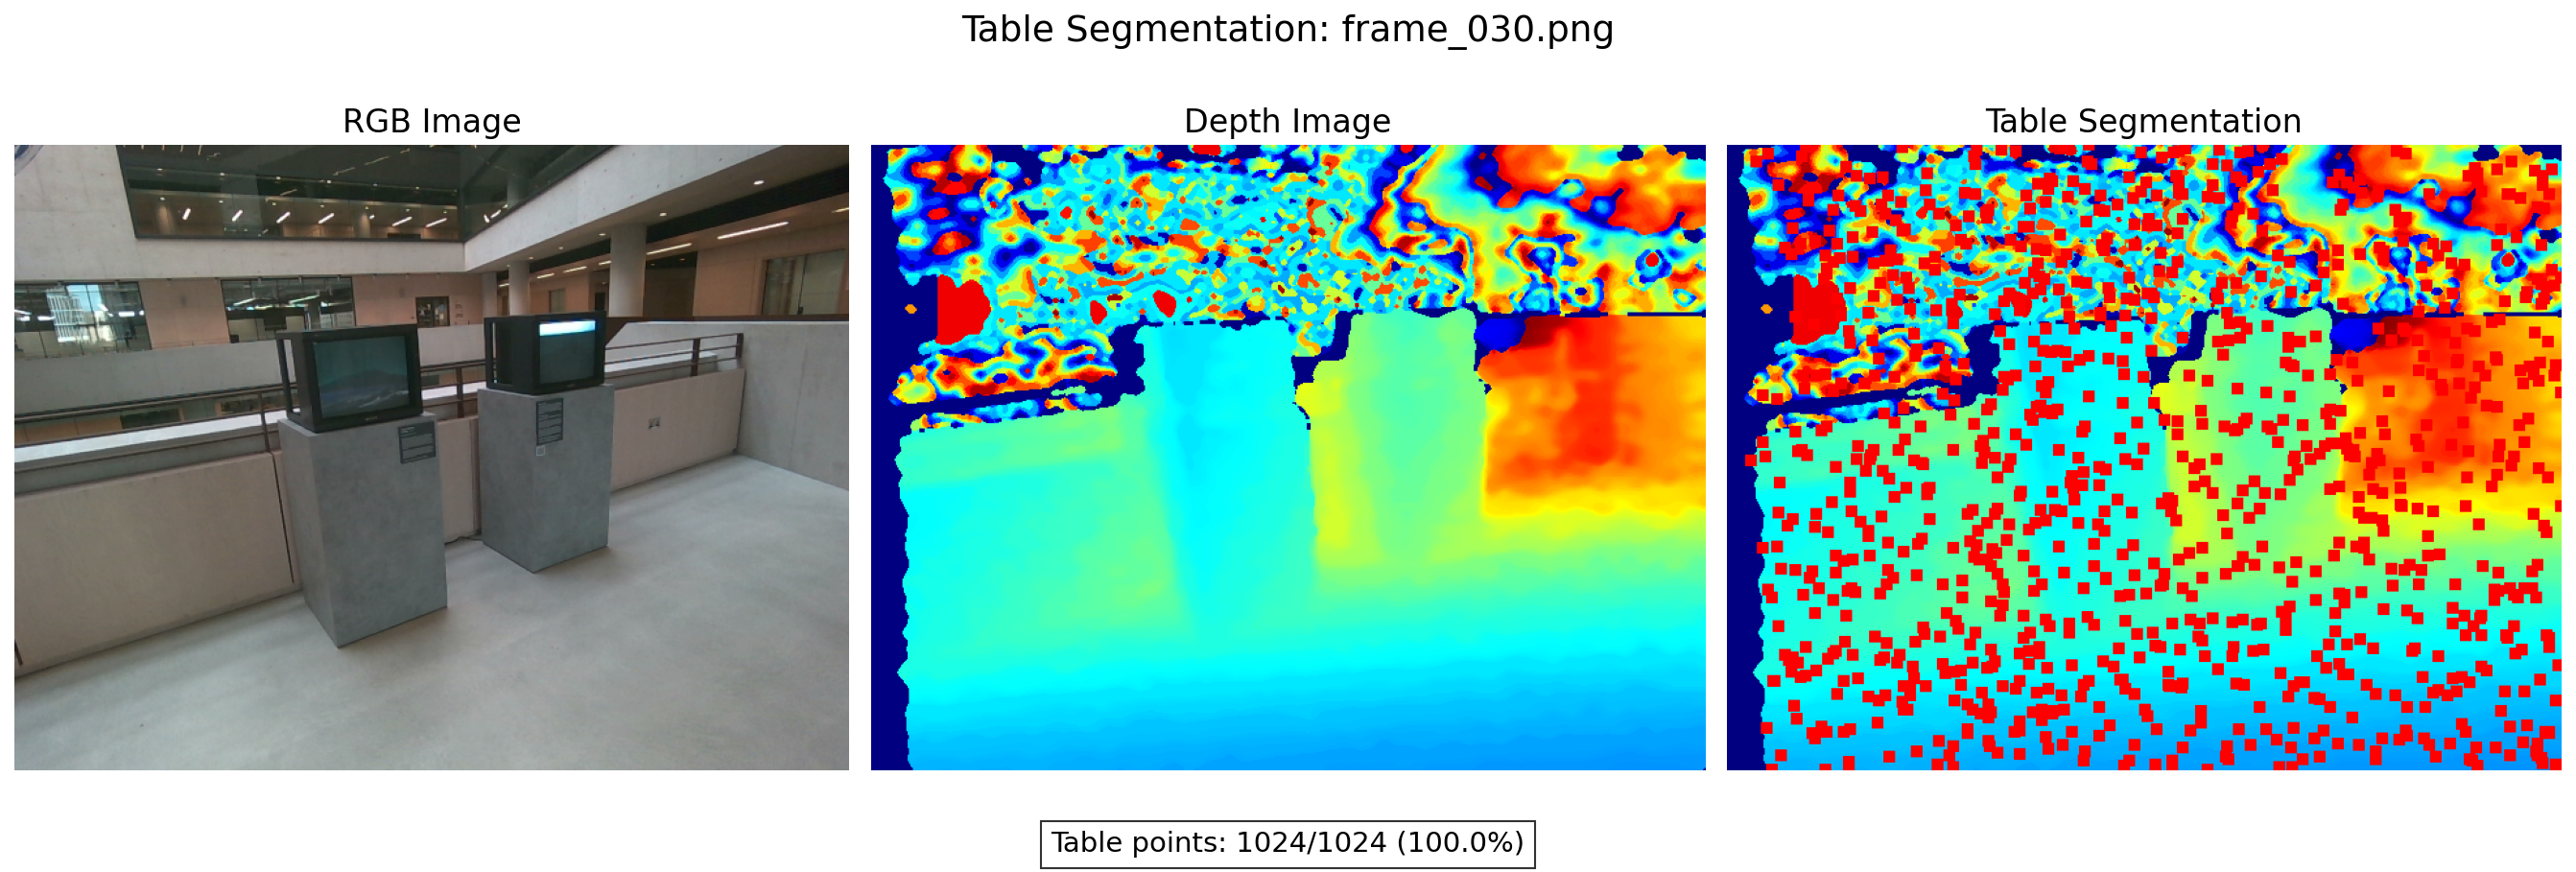 Table Segmentation: frame_030.png
RGB Image
Depth Image
Table Segmentation
Table points: 1024/1024 (100.0%)